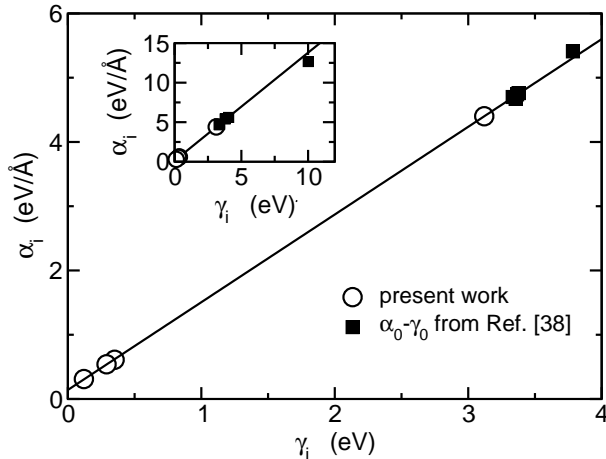 6
4
2
0
α_i (eV/Å)
15
10
5
0
α_i (eV/Å)
0 5 10
γ_i (eV)
present work
α_0-γ_0 from Ref. [38]
0 1 2 3 4
γ_i (eV)